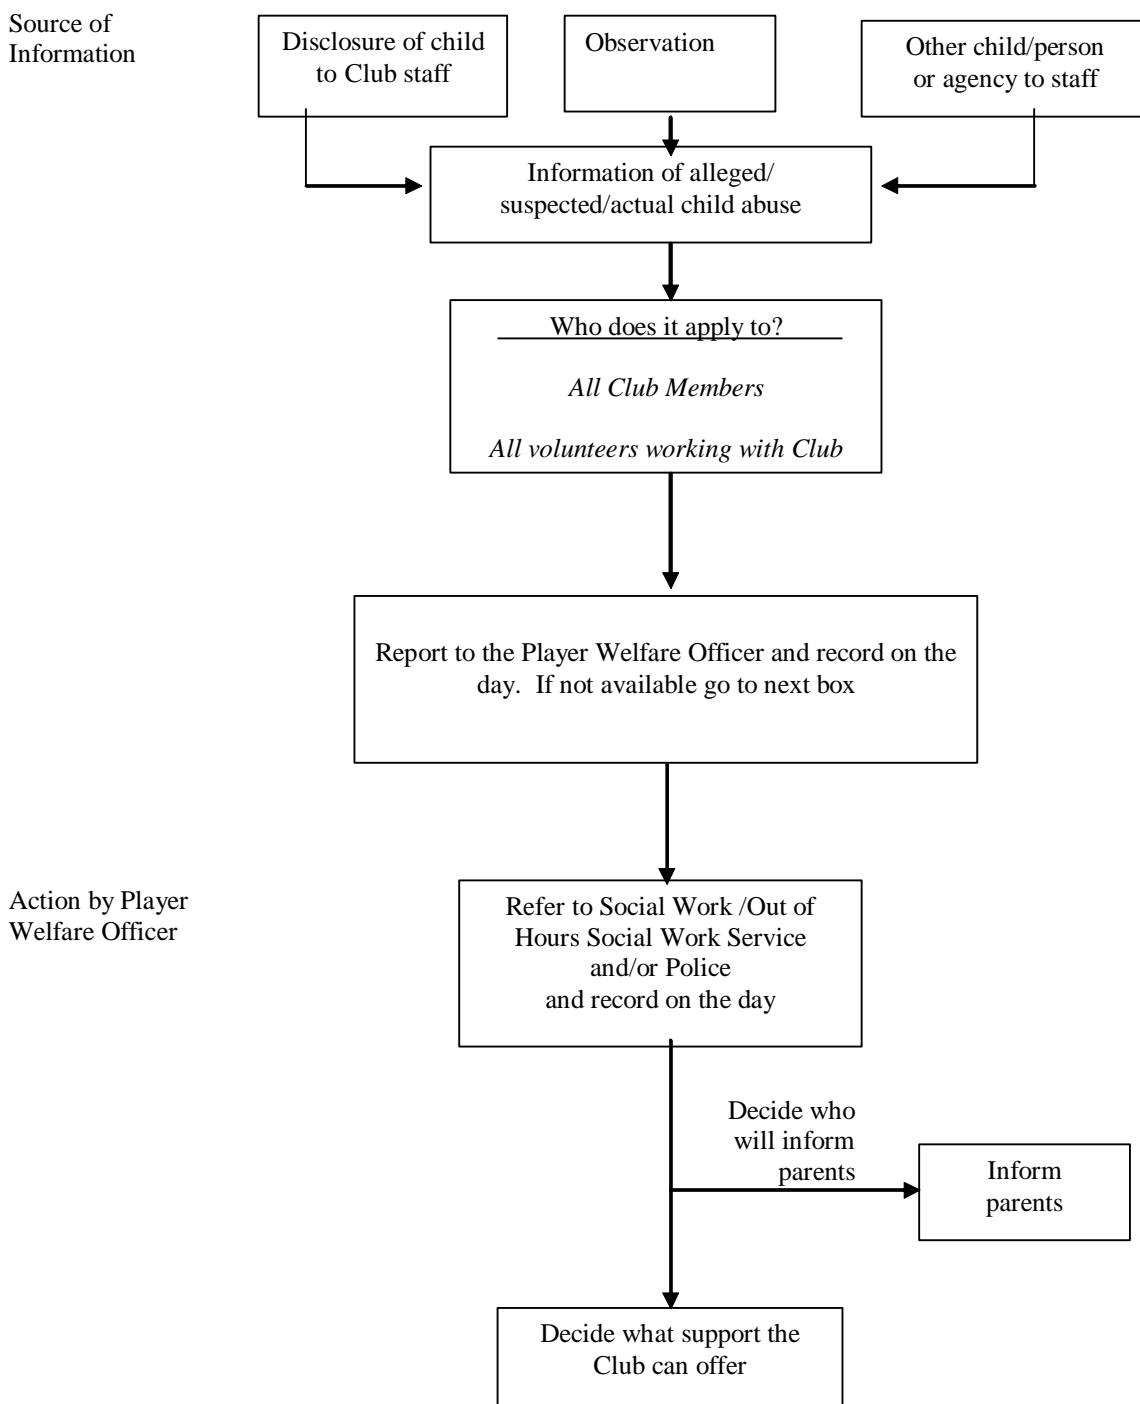 Source of
Information
Disclosure of child
to Club staff
Observation
Other child/person
or agency to staff
Information of alleged/
suspected/actual child abuse
Who does it apply to?
All Club Members
All volunteers working with Club
Report to the Player Welfare Officer and record on the
day.  If not available go to next box
Action by Player
Welfare Officer
Refer to Social Work /Out of
Hours Social Work Service
and/or Police
and record on the day
Decide who
will inform
parents
Inform
parents
Decide what support the
Club can offer